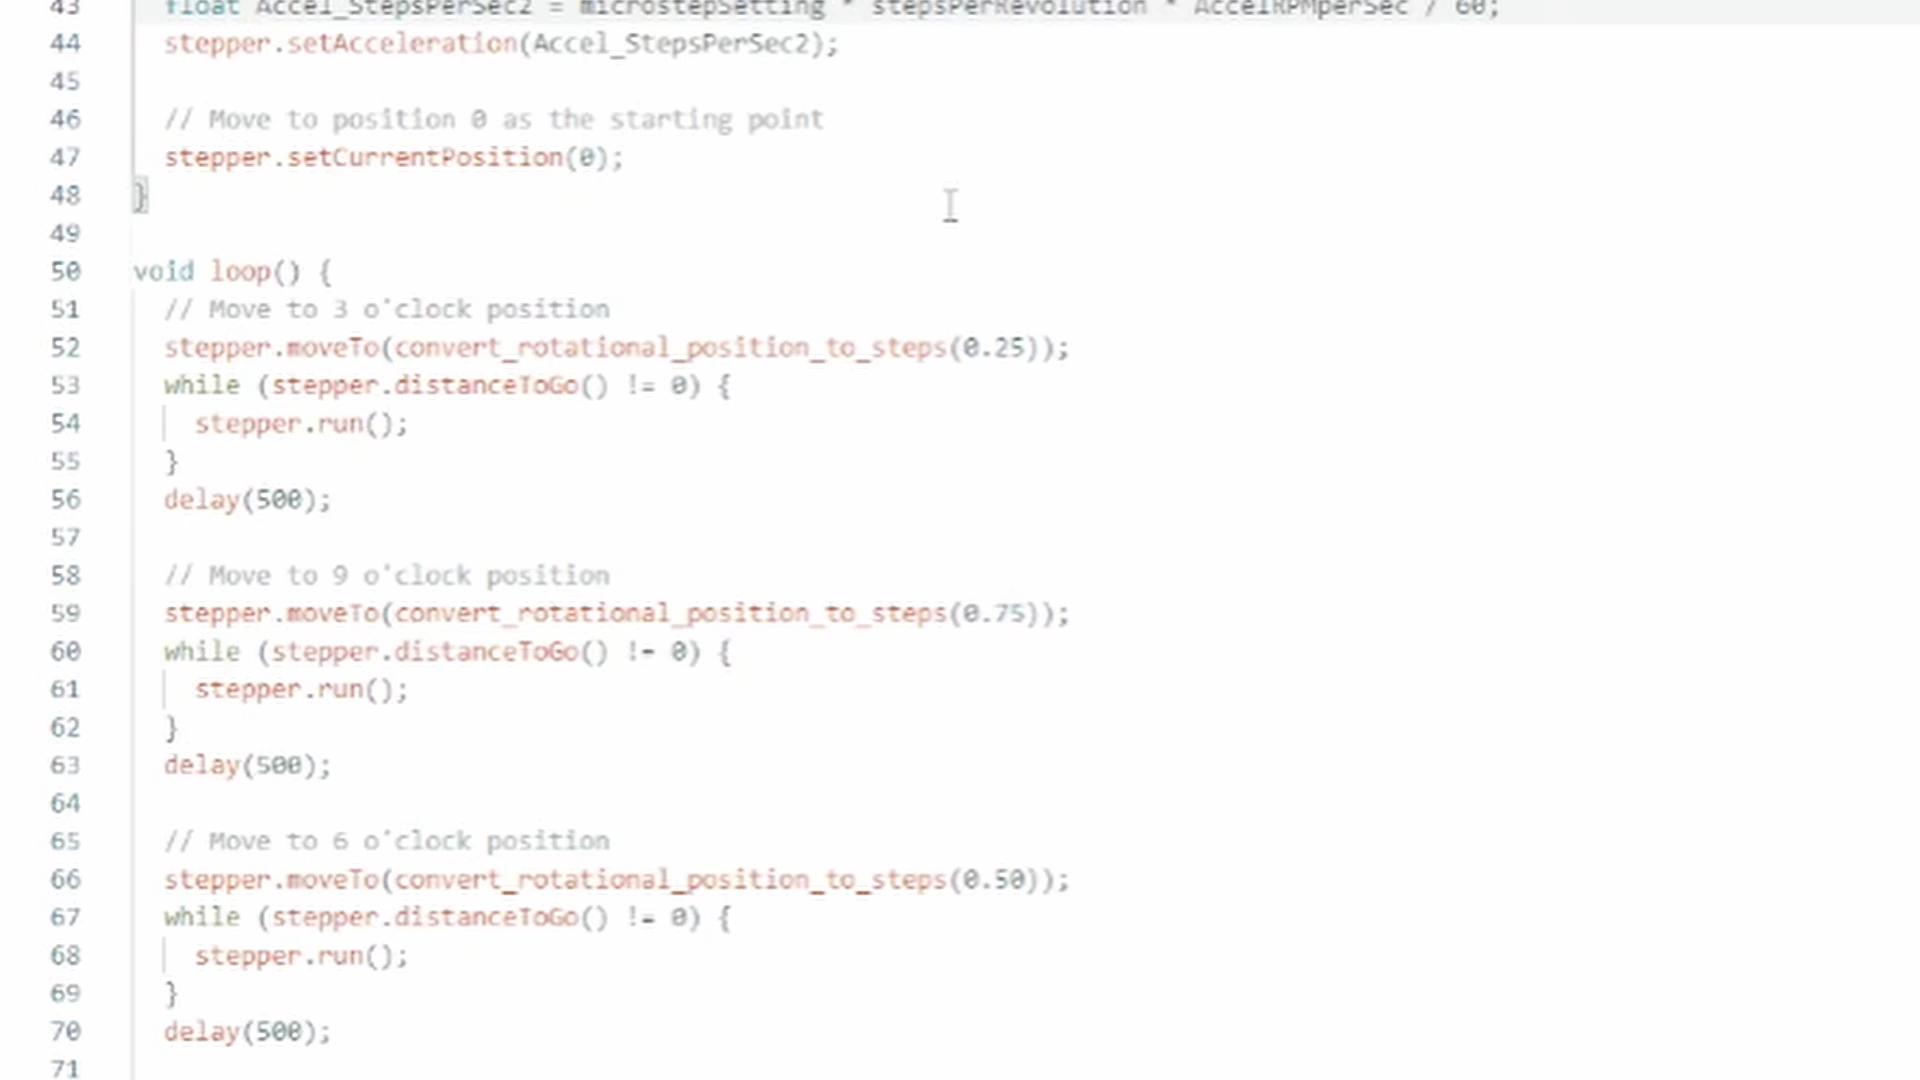 43 float Accel_StepsPerSec2 = microstepSetting * stepsPerRevolution * AccelRPMperSec / 60;
44 stepper.setAcceleration(Accel_StepsPerSec2);
45
46 // Move to position 0 as the starting point
47 stepper.setCurrentPosition(0);
48 }
49
50 void loop() {
51 // Move to 3 o'clock position
52 stepper.moveTo(convert_rotational_position_to_steps(0.25));
53 while (stepper.distanceToGo() != 0) {
54 stepper.run();
55 }
56 delay(500);
57
58 // Move to 9 o'clock position
59 stepper.moveTo(convert_rotational_position_to_steps(0.75));
60 while (stepper.distanceToGo() != 0) {
61 stepper.run();
62 }
63 delay(500);
64
65 // Move to 6 o'clock position
66 stepper.moveTo(convert_rotational_position_to_steps(0.50));
67 while (stepper.distanceToGo() != 0) {
68 stepper.run();
69 }
70 delay(500);
71